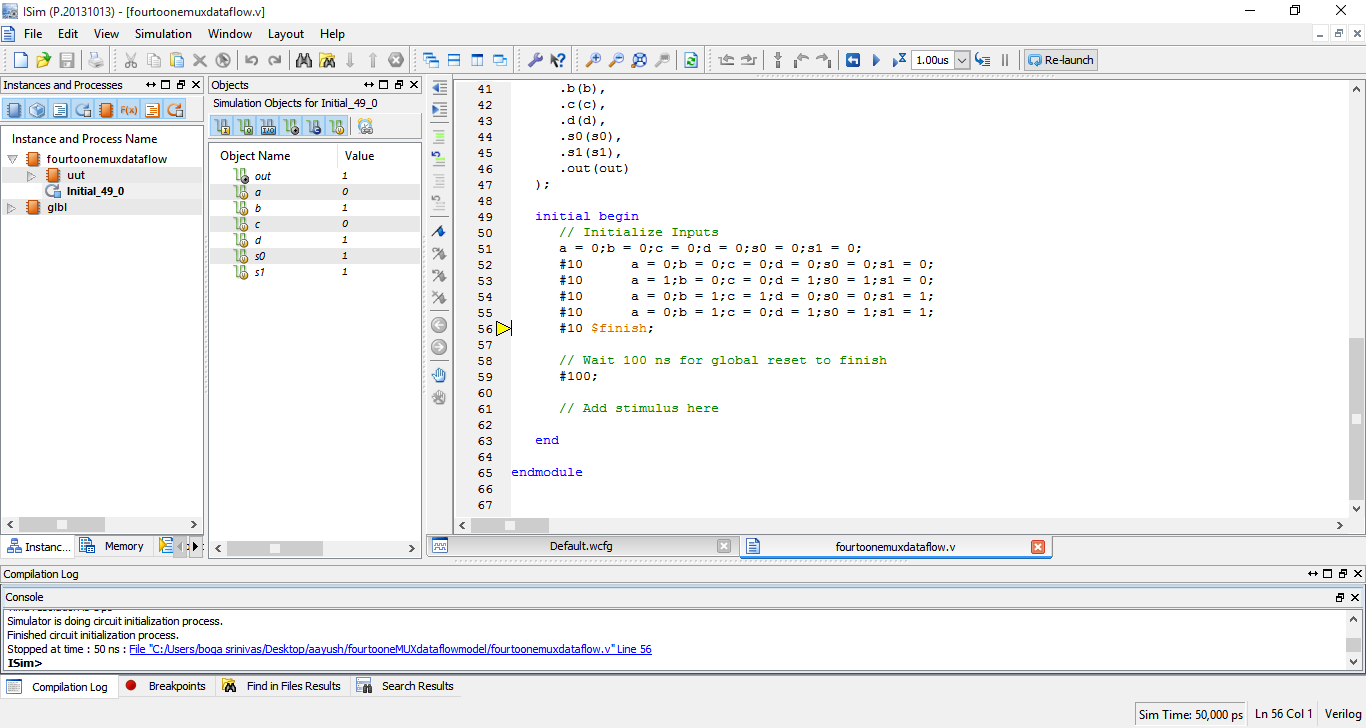 ISim (P.20131013) - [fourtoonemuxdataflow.v]
File Edit View Simulation Window Layout Help
1.00us Re-launch
Instances and Processes
Objects
Simulation Objects for Initial_49_0
Instance and Process Name
fourtoonemuxdataflow
uut
Initial_49_0
glbl
Object Name Value
out 1
a 0
b 1
c 0
d 1
s0 1
s1 1
41 .b(b),
42 .c(c),
43 .d(d),
44 .s0(s0),
45 .s1(s1),
46 .out(out)
47 );
48
49 initial begin
50 // Initialize Inputs
51 a = 0;b = 0;c = 0;d = 0;s0 = 0;s1 = 0;
52 #10 a = 0;b = 0;c = 0;d = 0;s0 = 0;s1 = 0;
53 #10 a = 1;b = 0;c = 0;d = 1;s0 = 1;s1 = 0;
54 #10 a = 0;b = 1;c = 1;d = 0;s0 = 0;s1 = 1;
55 #10 a = 0;b = 1;c = 0;d = 1;s0 = 1;s1 = 1;
56 #10 $finish;
57
58 // Wait 100 ns for global reset to finish
59 #100;
60
61 // Add stimulus here
62
63 end
64
65 endmodule
66
67
Instanc... Memory
Default.wcfg
fourtoonemuxdataflow.v
Compilation Log
Console
Simulator is doing circuit initialization process.
Finished circuit initialization process.
Stopped at time : 50 ns : File "C:/Users/boga srinivas/Desktop/aayush/fourtooneMUXdataflowmodel/fourtoonemuxdataflow.v" Line 56
ISim>
Compilation Log Breakpoints Find in Files Results Search Results
Sim Time: 50,000 ps Ln 56 Col 1 Verilog